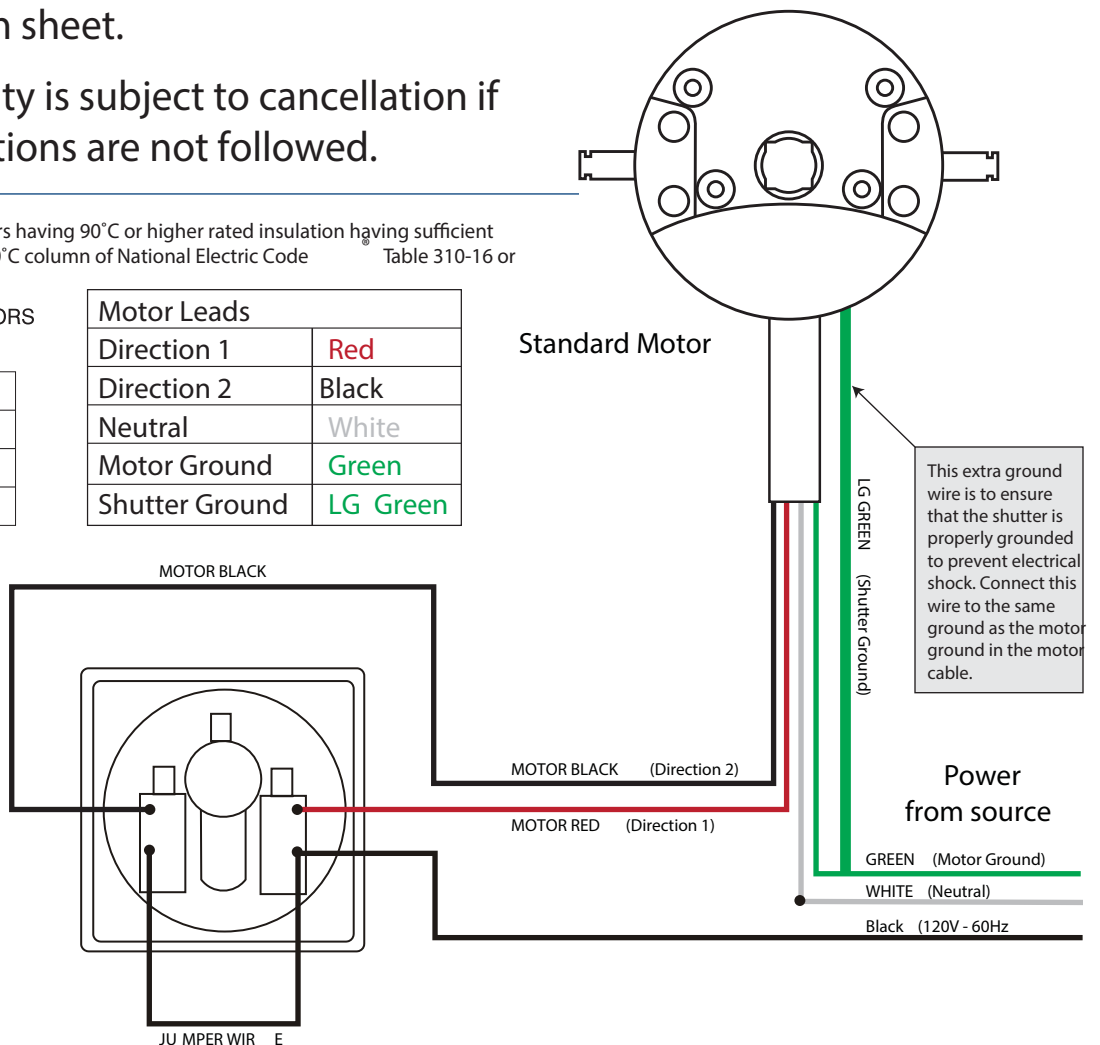 n sheet.
ty is subject to cancellation if
tions are not followed.
rs having 90˚C or higher rated insulation having sufficient
0˚C column of National Electric Code ® Table 310-16 or
ORS
Motor Leads
Direction 1 Red
Direction 2 Black
Neutral White
Motor Ground Green
Shutter Ground LG Green
Standard Motor
LG GREEN (Shutter Ground)
This extra ground
wire is to ensure
that the shutter is
properly grounded
to prevent electrical
shock. Connect this
wire to the same
ground as the motor
ground in the motor
cable.
MOTOR BLACK
MOTOR BLACK (Direction 2)
MOTOR RED (Direction 1)
Power
from source
GREEN (Motor Ground)
WHITE (Neutral)
Black (120V - 60Hz
JU MPER WIR E